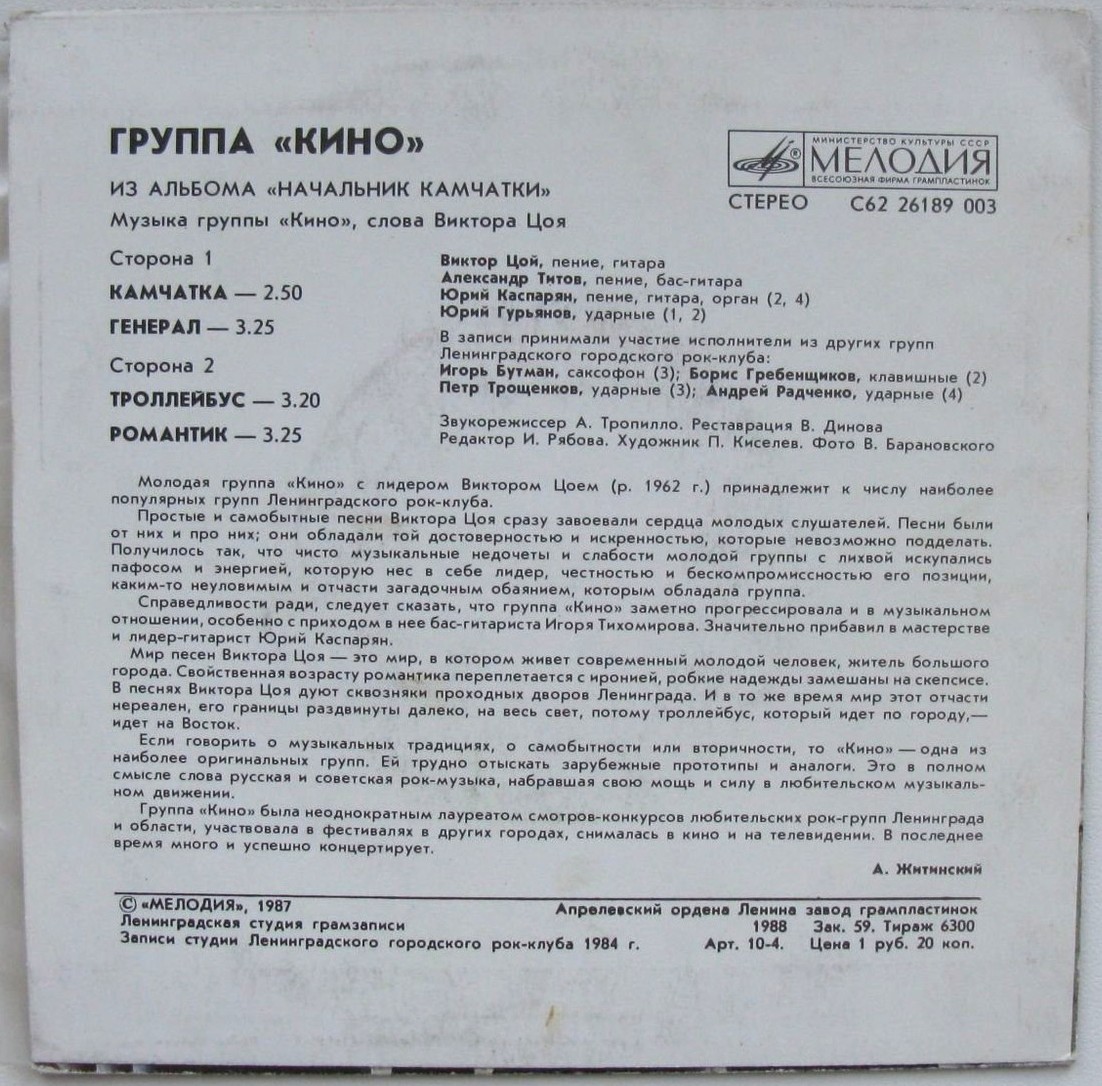 ГРУППА «КИНО»
ИЗ АЛЬБОМА «НАЧАЛЬНИК КАМЧАТКИ»
Музыка группы «Кино», слова Виктора Цоя
МИНИСТЕРСТВО КУЛЬТУРЫ СССР
МЕЛОДИЯ
ВСЕСОЮЗНАЯ ФИРМА ГРАМПЛАСТИНОК
®
СТЕРЕО С62 26189 003
Сторона 1
КАМЧАТКА — 2.50
ГЕНЕРАЛ — 3.25
Сторона 2
ТРОЛЛЕЙБУС — 3.20
РОМАНТИК — 3.25
Виктор Цой, пение, гитара
Александр Титов, пение, бас-гитара
Юрий Каспарян, пение, гитара, орган (2, 4)
Юрий Гурьянов, ударные (1, 2)
В записи принимали участие исполнители из других групп
Ленинградского городского рок-клуба:
Игорь Бутман, саксофон (3); Борис Гребенщиков, клавишные (2)
Петр Трощенков, ударные (3); Андрей Радченко, ударные (4)
Звукорежиссер А. Тропилло. Реставрация В. Динова
Редактор И. Рябова. Художник П. Киселев. Фото В. Барановского
Молодая группа «Кино» с лидером Виктором Цоем (р. 1962 г.) принадлежит к числу наиболее
популярных групп Ленинградского рок-клуба.
Простые и самобытные песни Виктора Цоя сразу завоевали сердца молодых слушателей. Песни были
от них и про них; они обладали той достоверностью и искренностью, которые невозможно подделать.
Получилось так, что чисто музыкальные недочеты и слабости молодой группы с лихвой искупались
пафосом и энергией, которую нес в себе лидер, честностью и бескомпромиссностью его позиции,
каким-то неуловимым и отчасти загадочным обаянием, которым обладала группа.
Справедливости ради, следует сказать, что группа «Кино» заметно прогрессировала и в музыкальном
отношении, особенно с приходом в нее бас-гитариста Игоря Тихомирова. Значительно прибавил в мастерстве
и лидер-гитарист Юрий Каспарян.
Мир песен Виктора Цоя — это мир, в котором живет современный молодой человек, житель большого
города. Свойственная возрасту романтика переплетается с иронией, робкие надежды замешаны на скепсисе.
В песнях Виктора Цоя дуют сквозняки проходных дворов Ленинграда. И в то же время мир этот отчасти
нереален, его границы раздвинуты далеко, на весь свет, потому троллейбус, который идет по городу,—
идет на Восток.
Если говорить о музыкальных традициях, о самобытности или вторичности, то «Кино» — одна из
наиболее оригинальных групп. Ей трудно отыскать зарубежные прототипы и аналоги. Это в полном
смысле слова русская и советская рок-музыка, набравшая свою мощь и силу в любительском музыкаль-
ном движении.
Группа «Кино» была неоднократным лауреатом смотров-конкурсов любительских рок-групп Ленинграда
и области, участвовала в фестивалях в других городах, снималась в кино и на телевидении. В последнее
время много и успешно концертирует.
А. Житинский
© «МЕЛОДИЯ», 1987
Ленинградская студия грамзаписи
Записи студии Ленинградского городского рок-клуба 1984 г.
Апрелевский ордена Ленина завод грампластинок
1988 Зак. 59. Тираж 6300
Арт. 10-4. Цена 1 руб. 20 коп.